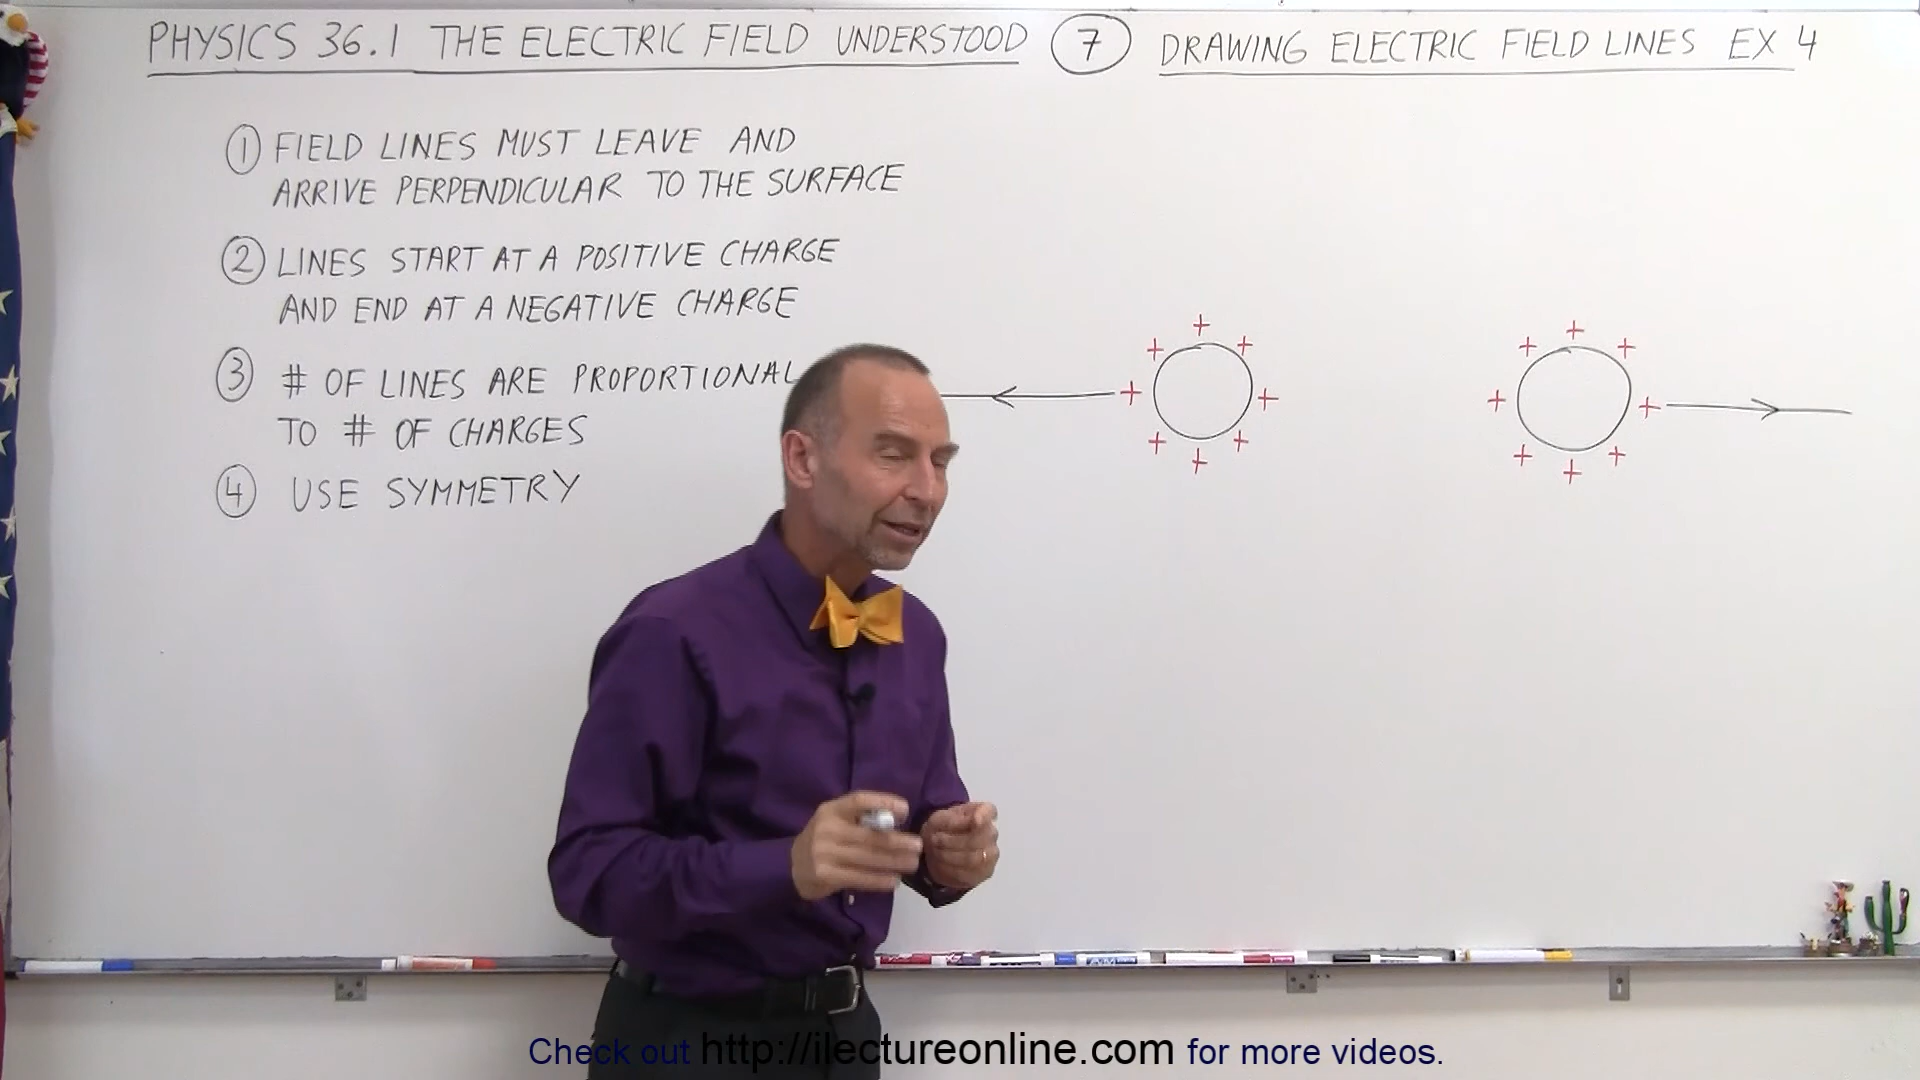 PHYSICS 36.1 THE ELECTRIC FIELD UNDERSTOOD 7 DRAWING ELECTRIC FIELD LINES EX 4
1 FIELD LINES MUST LEAVE AND
ARRIVE PERPENDICULAR TO THE SURFACE
2 LINES START AT A POSITIVE CHARGE
AND END AT A NEGATIVE CHARGE
3 # OF LINES ARE PROPORTIONAL
TO # OF CHARGES
4 USE SYMMETRY
+ + + + + + + +
+ + + + + + + +
Check out http://ilectureonline.com for more videos.